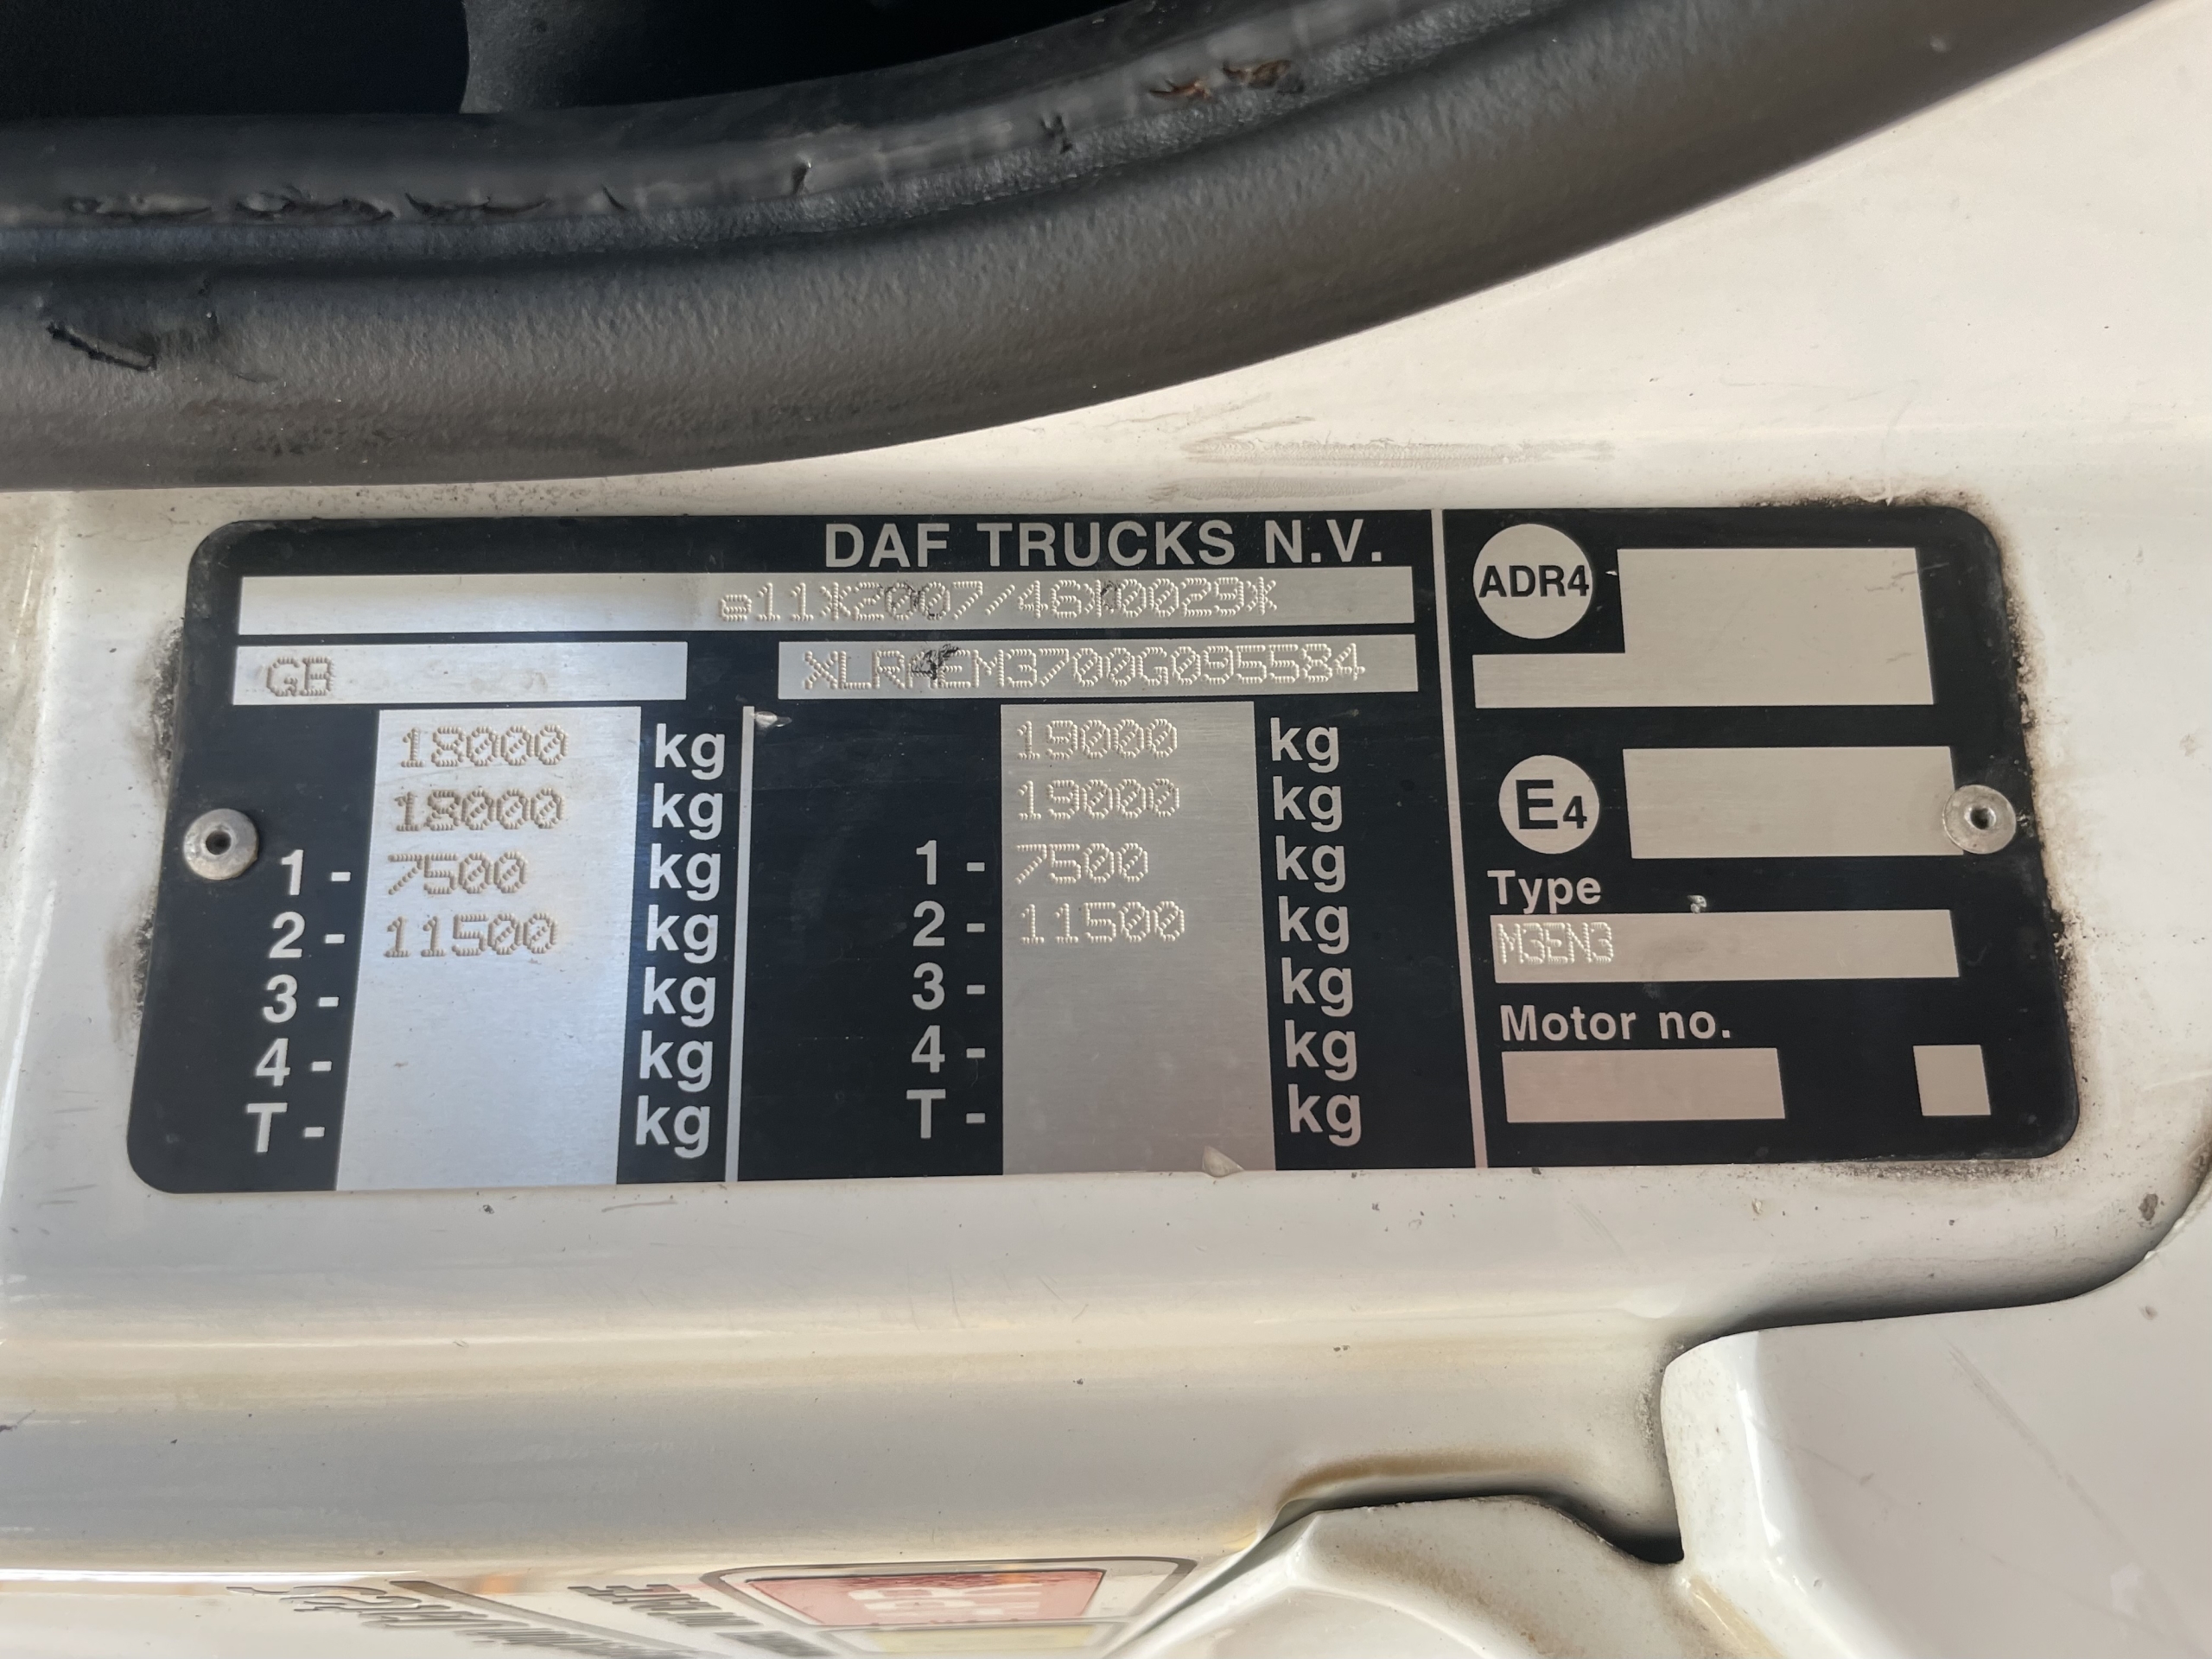 DAF TRUCKS N.V.
e11*2007/46*0029*
GB
XLRAEM3700G095584
18000 kg
18000 kg
1 - 7500 kg
2 - 11500 kg
3 - kg
4 - kg
T - kg
19000 kg
19000 kg
1 - 7500 kg
2 - 11500 kg
3 - kg
4 - kg
T - kg
ADR4
E4
Type
M3EN3
Motor no.